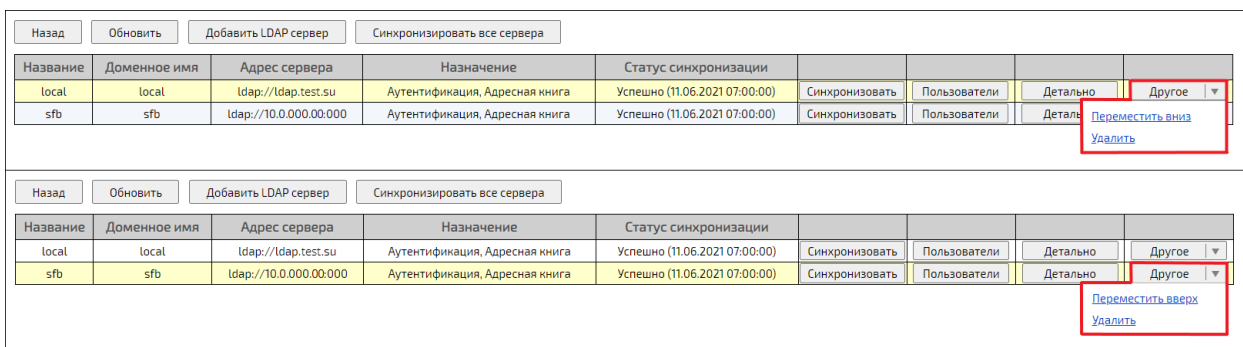 Назад Обновить Добавить LDAP сервер Синхронизировать все сервера
Название Доменное имя Адрес сервера Назначение Статус синхронизации
local local ldap://ldap.test.su Аутентификация, Адресная книга Успешно (11.06.2021 07:00:00) Синхронизовать Пользователи Детально Другое
sfb sfb ldap://10.0.000.00:000 Аутентификация, Адресная книга Успешно (11.06.2021 07:00:00) Синхронизовать Пользователи Деталь
Переместить вниз
Удалить
Назад Обновить Добавить LDAP сервер Синхронизировать все сервера
Название Доменное имя Адрес сервера Назначение Статус синхронизации
local local ldap://ldap.test.su Аутентификация, Адресная книга Успешно (11.06.2021 07:00:00) Синхронизовать Пользователи Детально Другое
sfb sfb ldap://10.0.000.00:000 Аутентификация, Адресная книга Успешно (11.06.2021 07:00:00) Синхронизовать Пользователи Детально Другое
Переместить вверх
Удалить